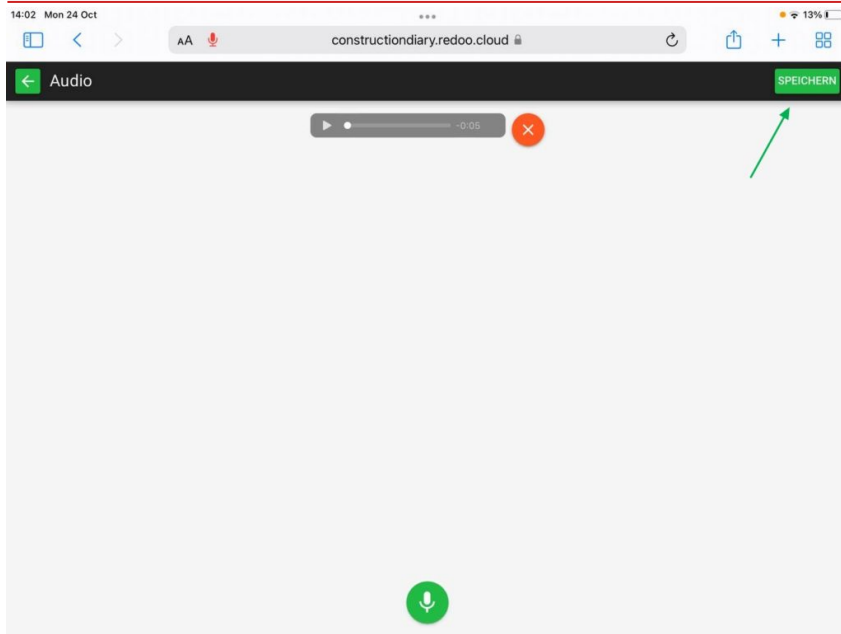 14:02 Mon 24 Oct
13%
AA constructiondiary.redoo.cloud
Audio
SPEICHERN
-0:05